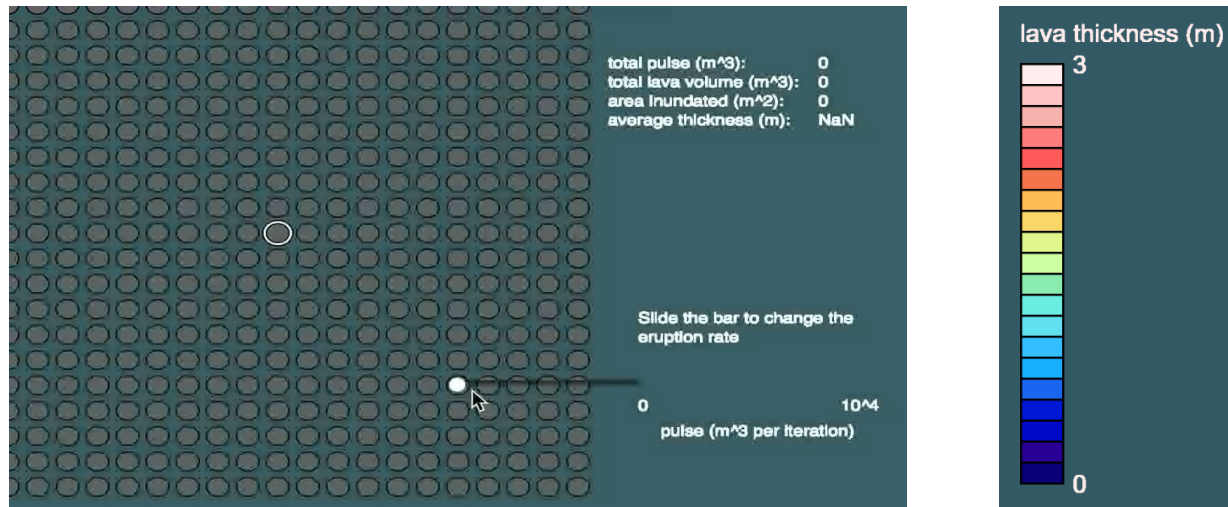 total pulse (m^3): 0
total lava volume (m^3): 0
area inundated (m^2): 0
average thickness (m): NaN
Slide the bar to change the
eruption rate
0 10^4
pulse (m^3 per iteration)
lava thickness (m)
3
0